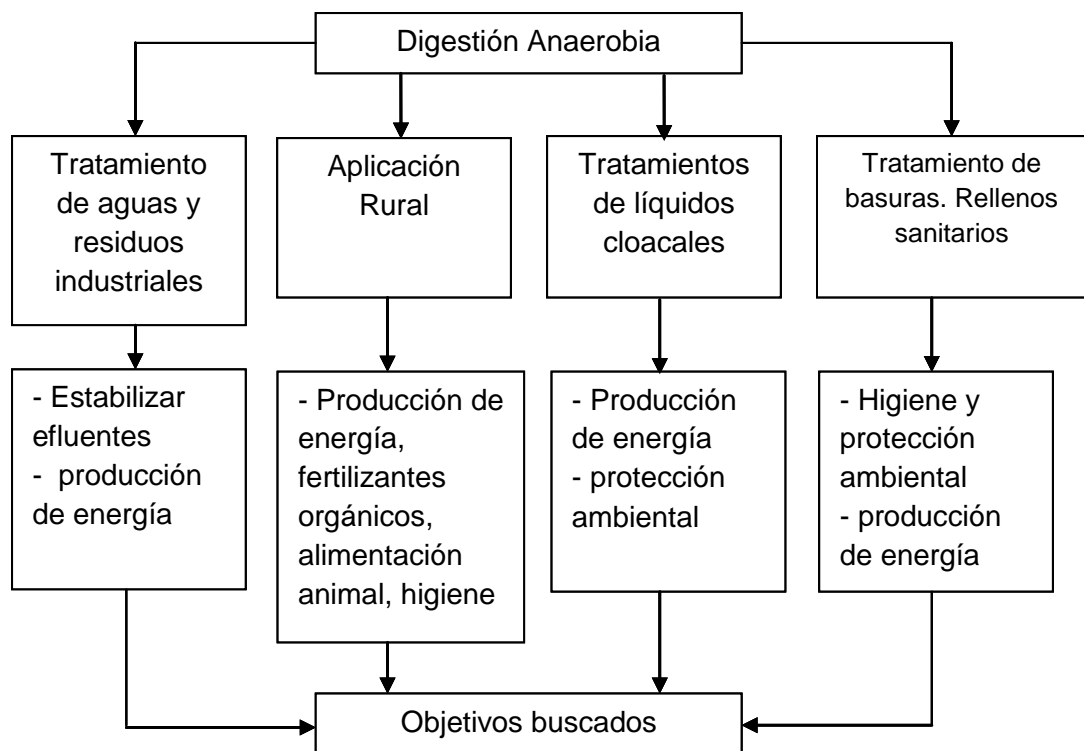 Digestión Anaerobia
Tratamiento
de aguas y
residuos
industriales
Aplicación
Rural
Tratamientos
de líquidos
cloacales
Tratamiento de
basuras. Rellenos
sanitarios
- Estabilizar
efluentes
- producción
de energía
- Producción de
energía,
fertilizantes
orgánicos,
alimentación
animal, higiene
- Producción
de energía
- protección
ambiental
- Higiene y
protección
ambiental
- producción
de energía
Objetivos buscados